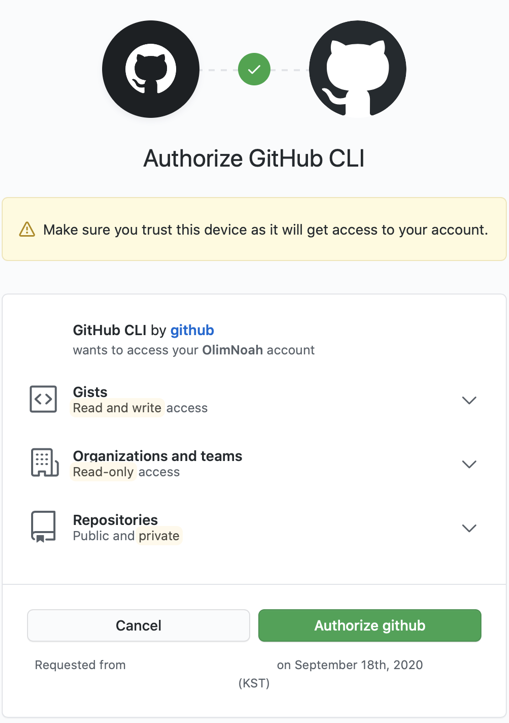 Authorize GitHub CLI
Make sure you trust this device as it will get access to your account.
GitHub CLI by github
wants to access your OlimNoah account
Gists
Read and write access
Organizations and teams
Read-only access
Repositories
Public and private
Cancel
Authorize github
Requested from on September 18th, 2020
(KST)